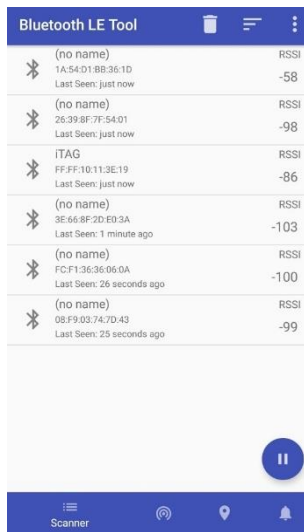 Bluetooth LE Tool
(no name)
RSSI
1A:54:D1:BB:36:1D
-58
Last Seen: just now
(no name)
RSSI
26:39:8F:7F:54:01
-98
Last Seen: just now
iTAG
RSSI
FF:FF:10:11:3E:19
-86
Last Seen: just now
(no name)
RSSI
3E:66:8F:2D:E0:3A
-103
Last Seen: 1 minute ago
(no name)
RSSI
FC:F1:36:36:06:0A
-100
Last Seen: 26 seconds ago
(no name)
RSSI
08:F9:03:74:7D:43
-99
Last Seen: 25 seconds ago
Scanner